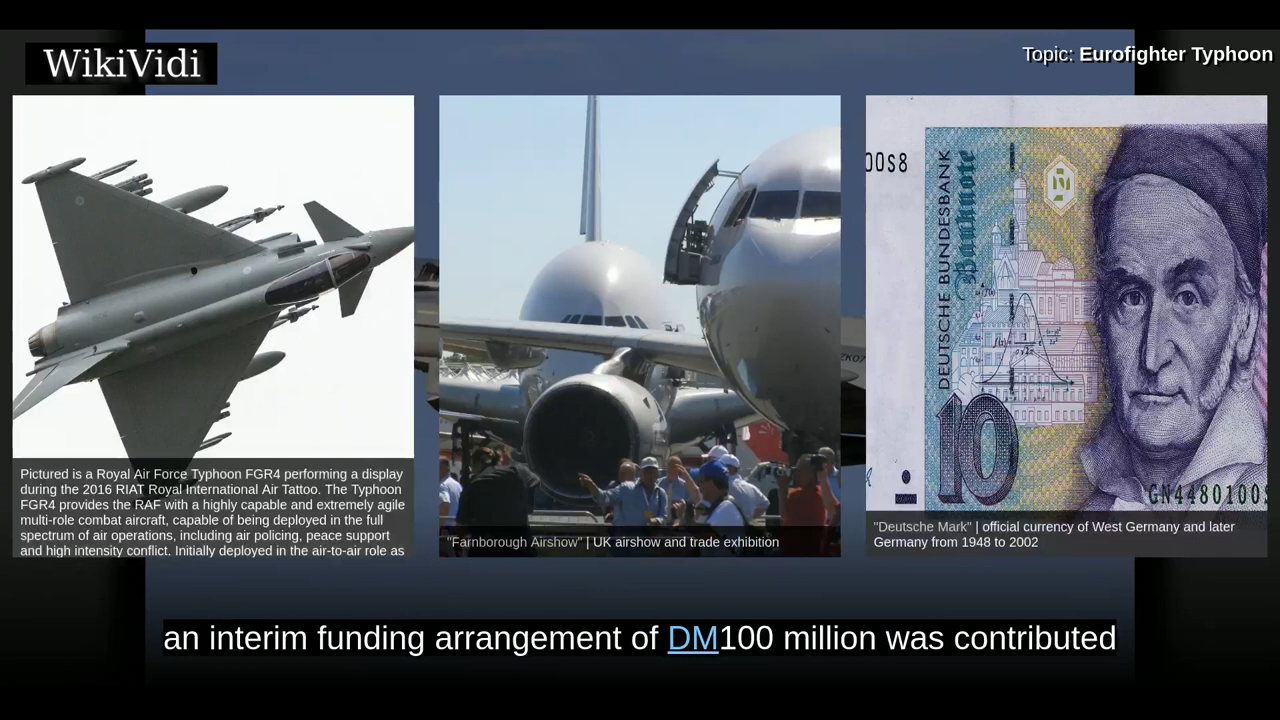 WikiVidi
Topic: Eurofighter Typhoon
Pictured is a Royal Air Force Typhoon FGR4 performing a display
during the 2016 RIAT Royal International Air Tattoo. The Typhoon
FGR4 provides the RAF with a highly capable and extremely agile
multi-role combat aircraft, capable of being deployed in the full
spectrum of air operations, including air policing, peace support
and high intensity conflict. Initially deployed in the air-to-air role as
"Farnborough Airshow" | UK airshow and trade exhibition
00S8
DEUTSCHE BUNDESBANK
Banknote
10
GN4480100S
"Deutsche Mark" | official currency of West Germany and later
Germany from 1948 to 2002
an interim funding arrangement of DM100 million was contributed